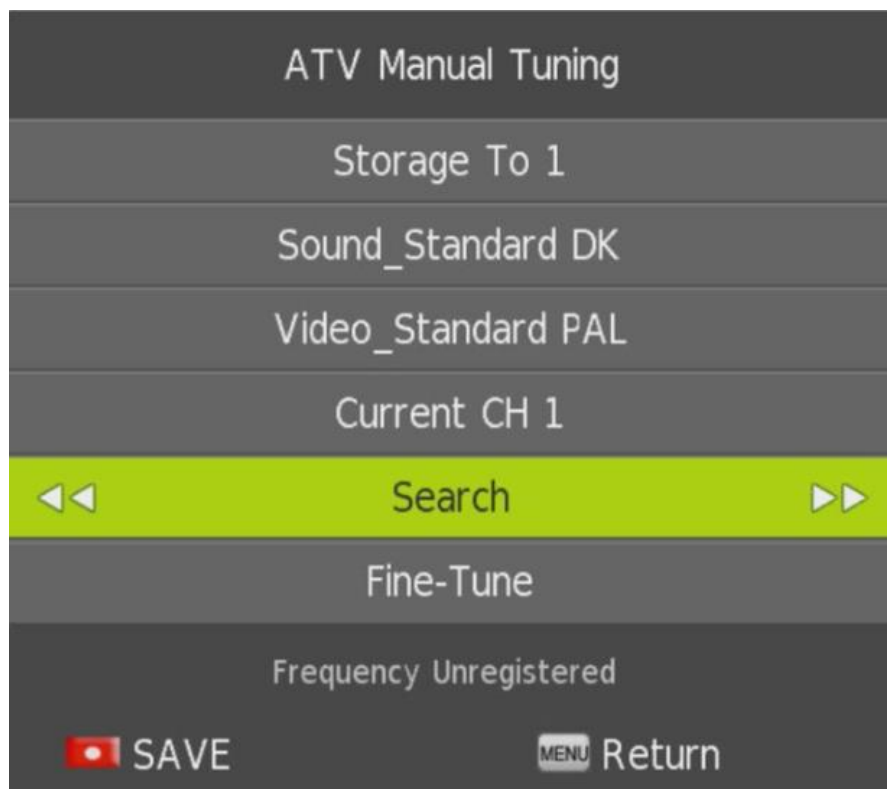 ATV Manual Tuning
Storage To 1
Sound_Standard DK
Video_Standard PAL
Current CH 1
Search
Fine-Tune
Frequency Unregistered
SAVE MENU Return